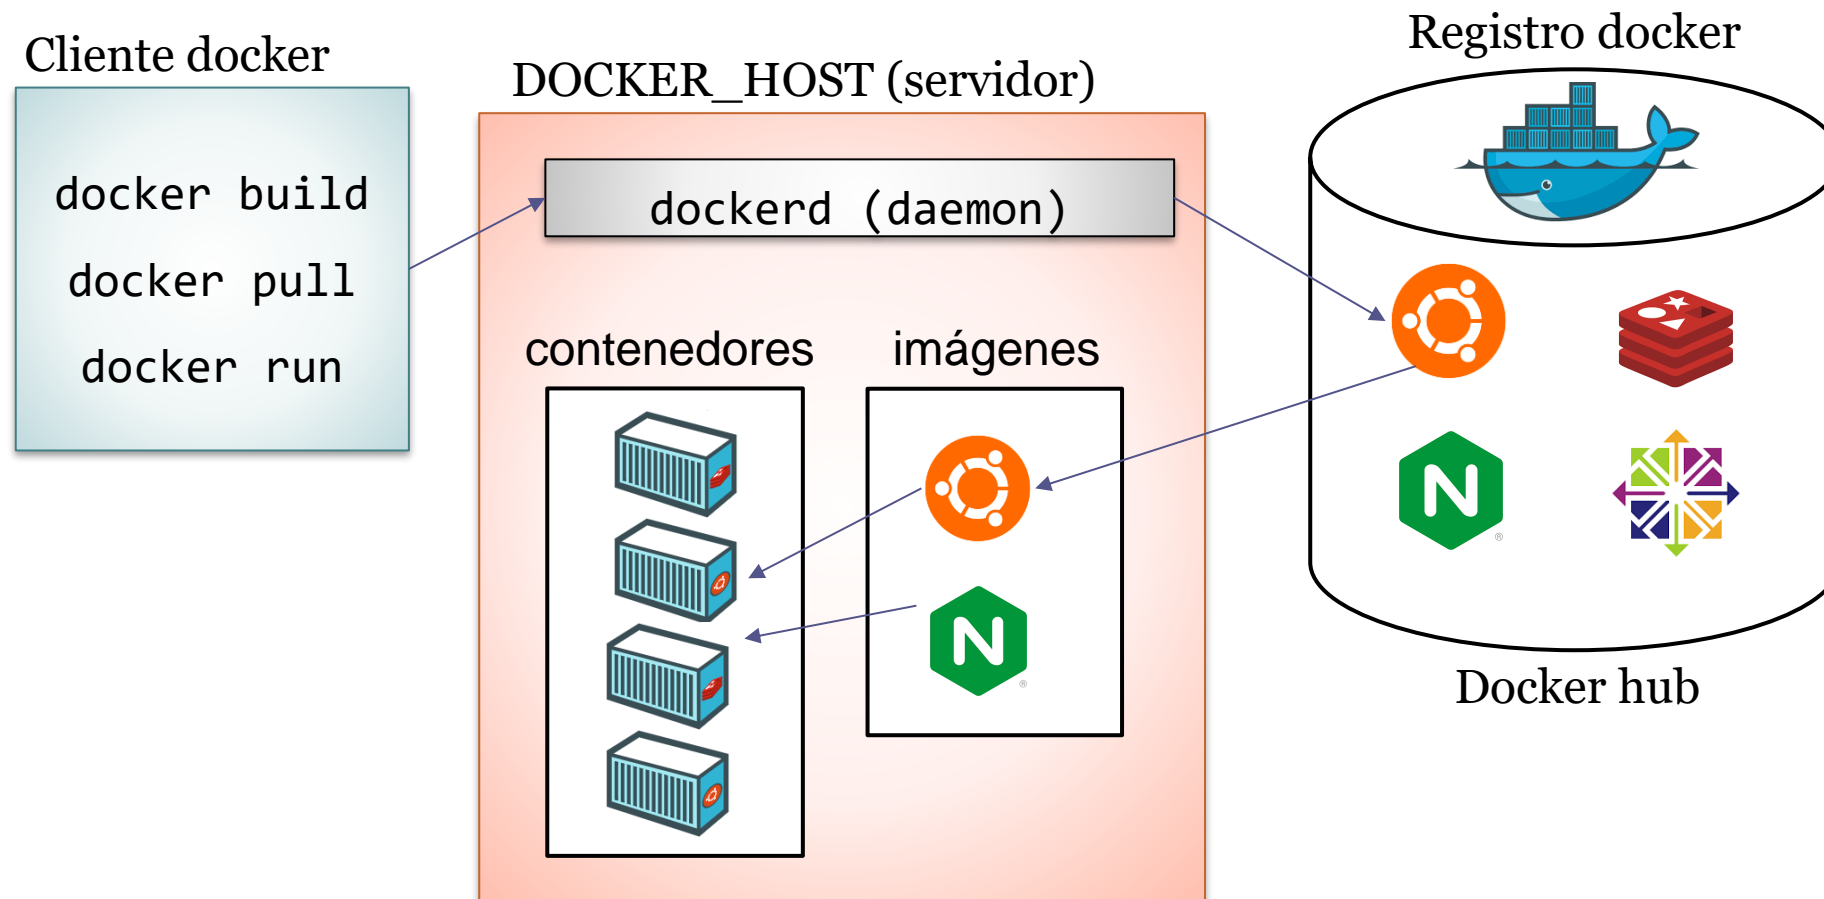 Cliente docker
docker build
docker pull
docker run
DOCKER_HOST (servidor)
dockerd (daemon)
contenedores
imágenes
N
®
Registro docker
N
®
Docker hub